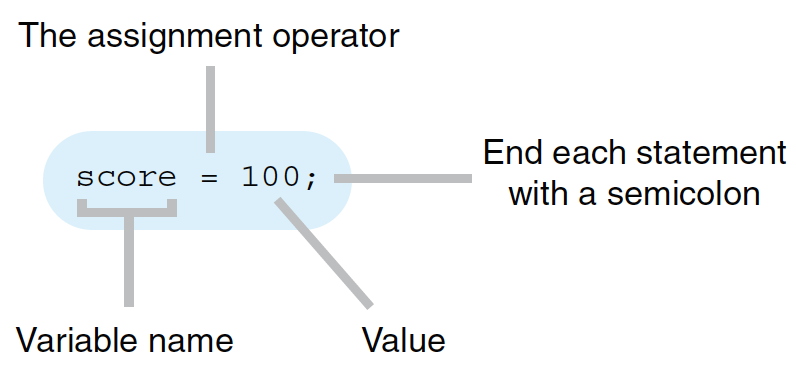 The assignment operator
score = 100;
End each statement
with a semicolon
Variable name
Value